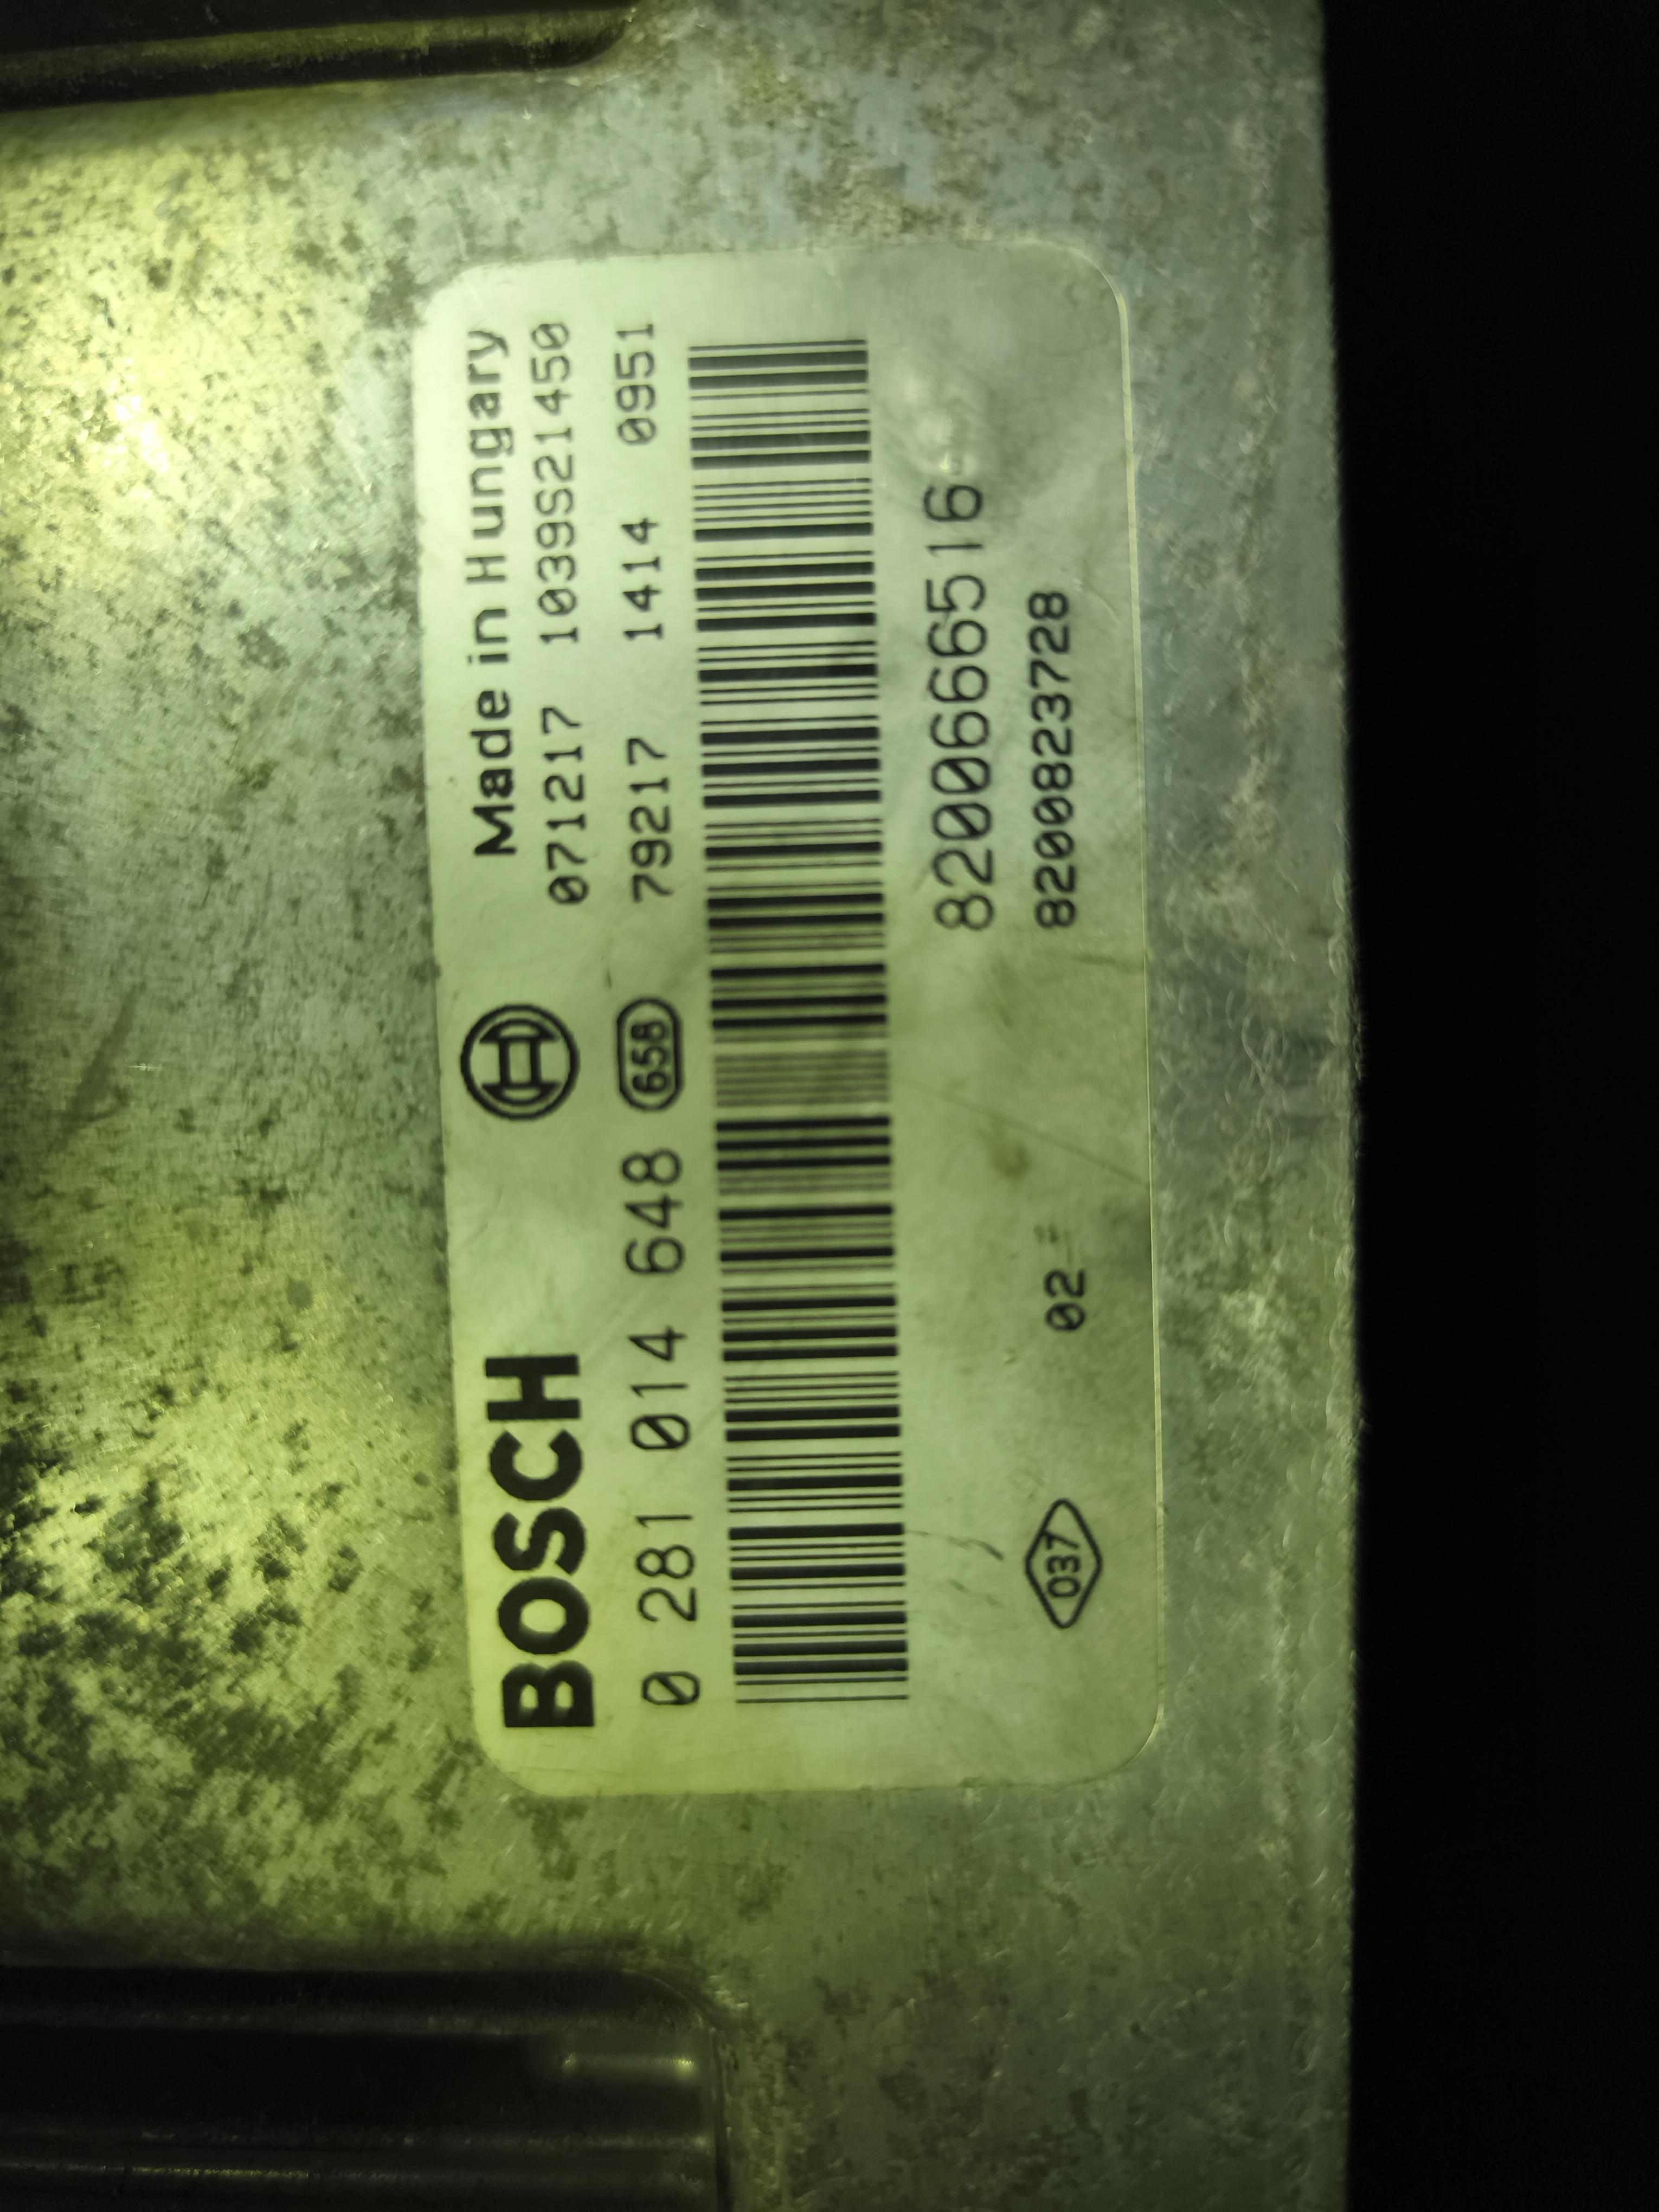 BOSCH Made in Hungary
071217 1039S21450
0 281 014 648 658 79217 1414 0951
8200666516
037 02 8200823728